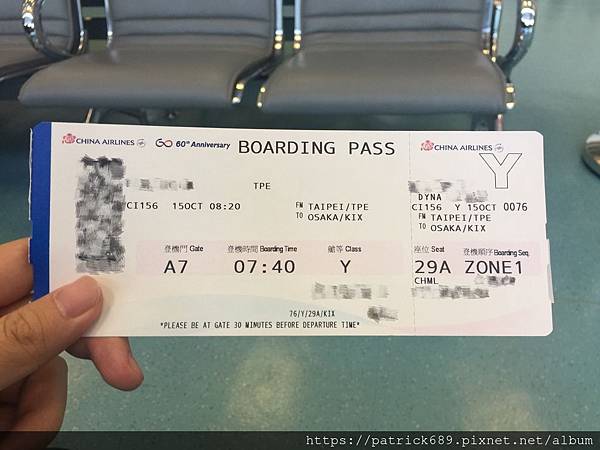 CHINA AIRLINES 60th Anniversary BOARDING PASS CHINA AIRLINES
Y
TPE
DYNA
CI156 15OCT 08:20 FM TAIPEI/TPE CI156 Y 15OCT 0076
TO OSAKA/KIX FM TAIPEI/TPE
TO OSAKA/KIX
登機門 Gate 登機時間 Boarding Time 艙等 Class 座位 Seat 登機順序 Boarding Seq.
A7 07:40 Y 29A ZONE1
CHML
76/Y/29A/KIX
*PLEASE BE AT GATE 30 MINUTES BEFORE DEPARTURE TIME*
https://patrick689.pixnet.net/album